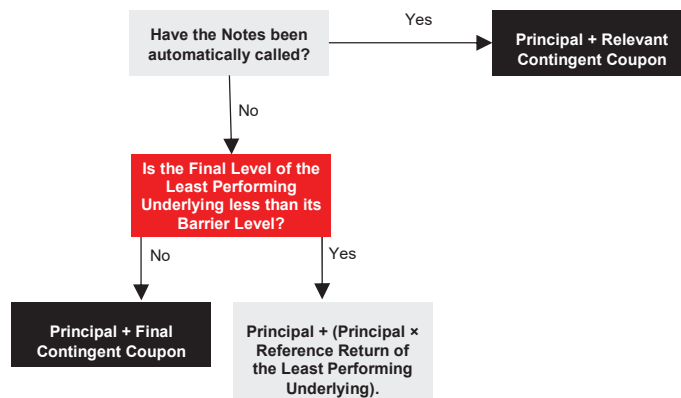 Have the Notes been
automatically called?
Yes
Principal + Relevant
Contingent Coupon
No
Is the Final Level of the
Least Performing
Underlying less than its
Barrier Level?
No
Yes
Principal + Final
Contingent Coupon
Principal + (Principal ×
Reference Return of
the Least Performing
Underlying).